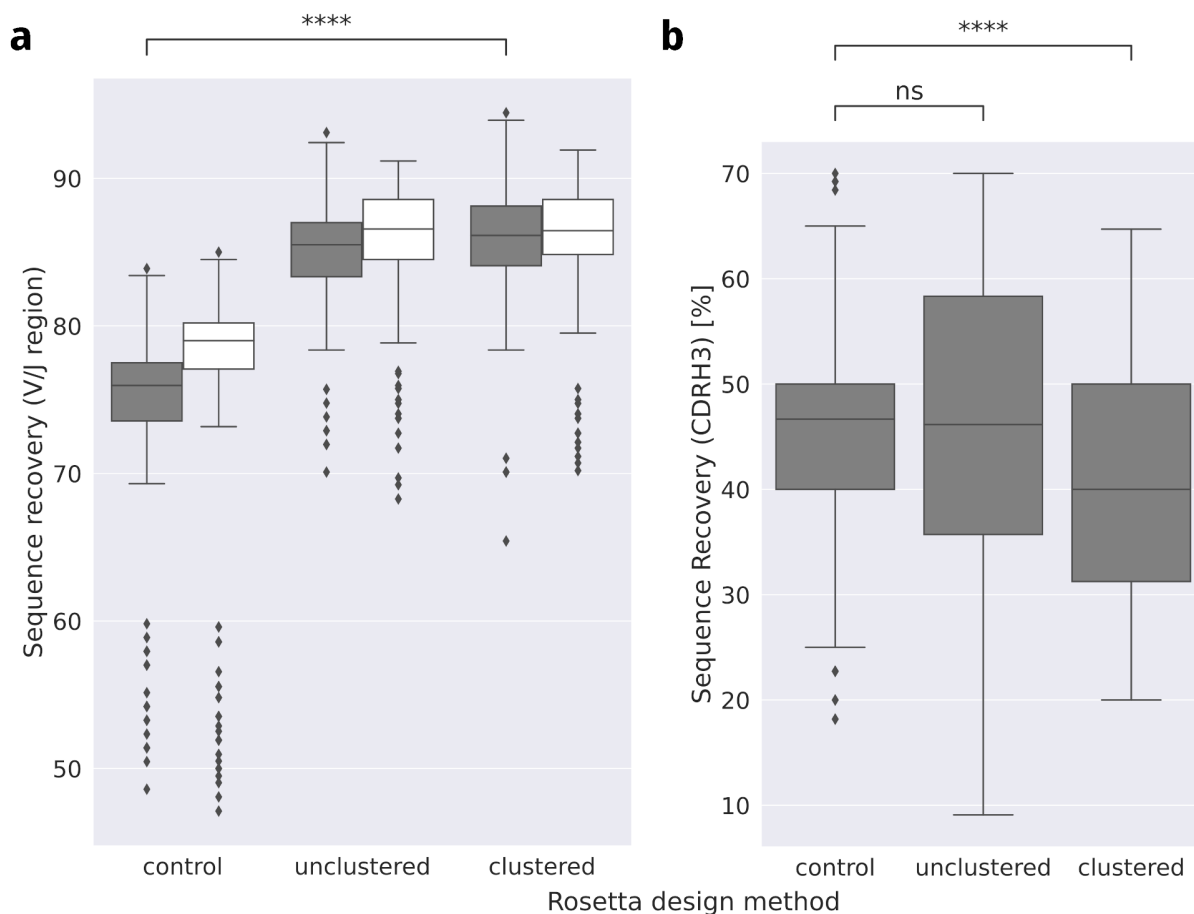 a
****
Sequence recovery (V/J region)
90
80
70
60
50
control
unclustered
clustered
b
****
ns
Sequence Recovery (CDRH3) [%]
70
60
50
40
30
20
10
control
unclustered
clustered
Rosetta design method